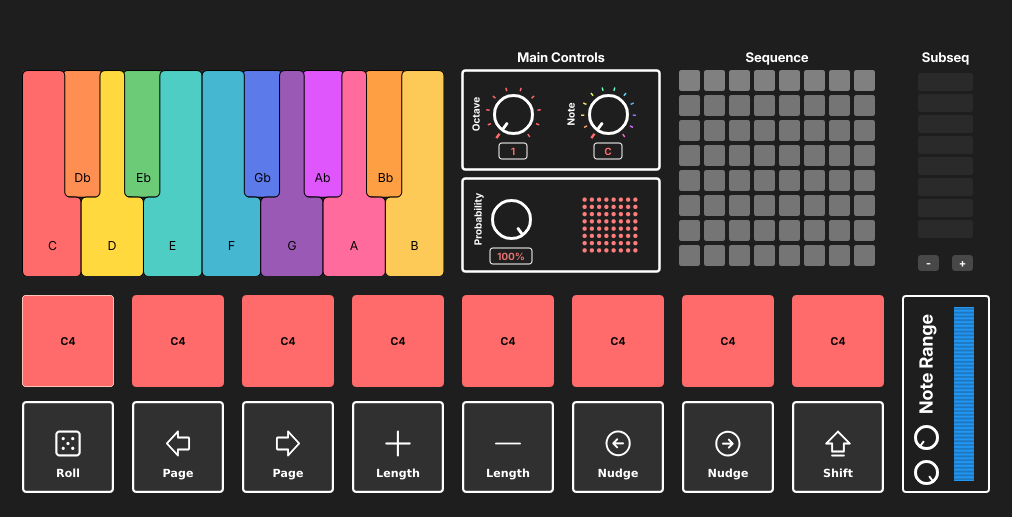 Main Controls
Sequence
Subseq
Octave
Note
1
C
Db
Eb
Gb
Ab
Bb
C
D
E
F
G
A
B
Probability
100%
-
+
C4
C4
C4
C4
C4
C4
C4
C4
Note Range
Roll
Page
Page
Length
Length
Nudge
Nudge
Shift